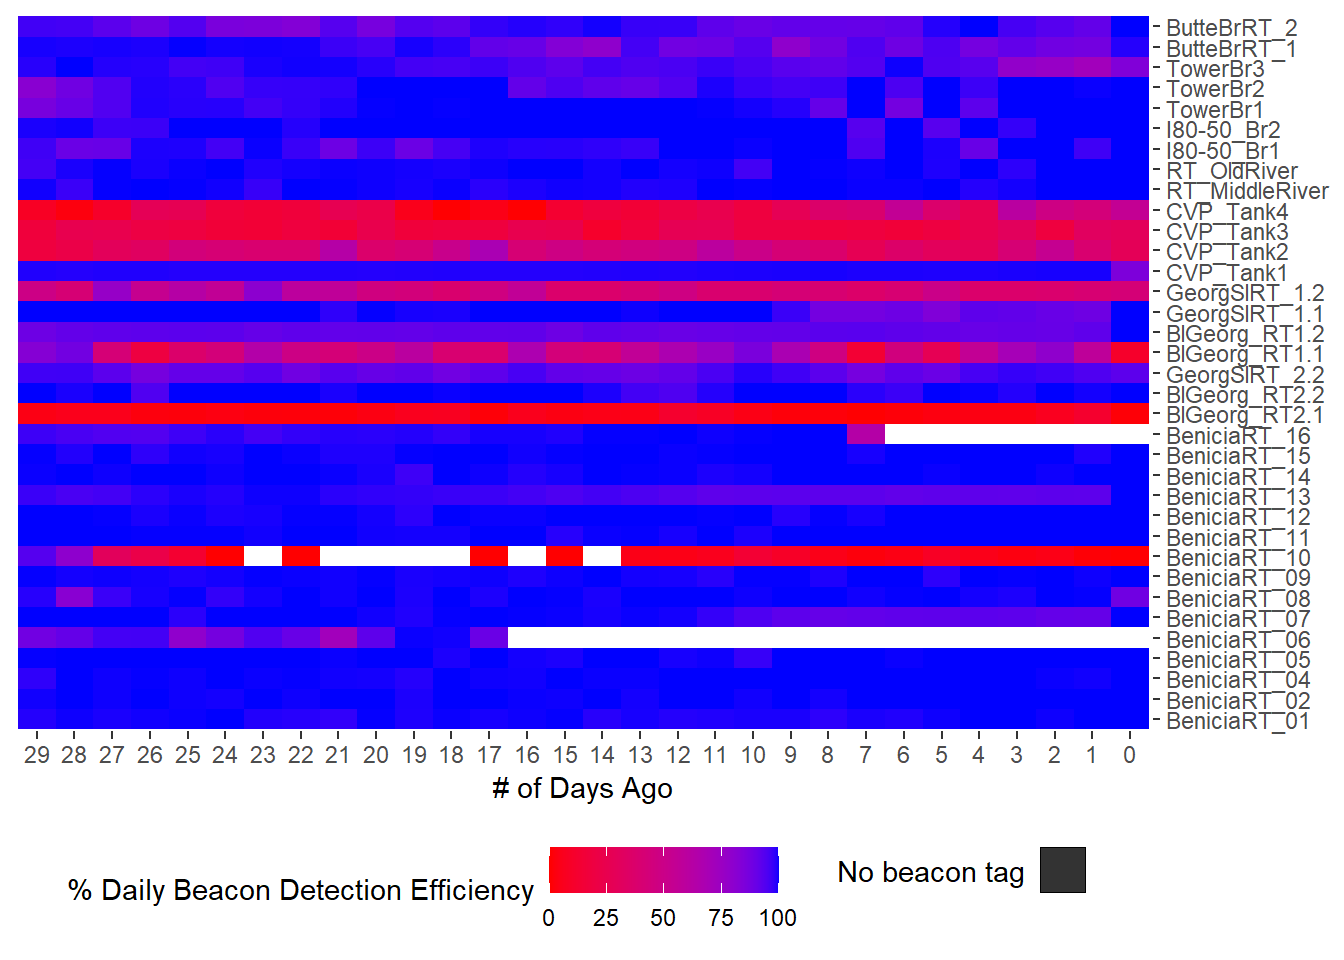 ButteBrRT_2
ButteBrRT_1
TowerBr3
TowerBr2
TowerBr1
I80-50_Br2
I80-50_Br1
RT_OldRiver
RT_MiddleRiver
CVP_Tank4
CVP_Tank3
CVP_Tank2
CVP_Tank1
GeorgSlRT_1.2
GeorgSlRT_1.1
BlGeorg_RT1.2
BlGeorg_RT1.1
GeorgSlRT_2.2
BlGeorg_RT2.2
BlGeorg_RT2.1
BeniciaRT_16
BeniciaRT_15
BeniciaRT_14
BeniciaRT_13
BeniciaRT_12
BeniciaRT_11
BeniciaRT_10
BeniciaRT_09
BeniciaRT_08
BeniciaRT_07
BeniciaRT_06
BeniciaRT_05
BeniciaRT_04
BeniciaRT_02
BeniciaRT_01
29 28 27 26 25 24 23 22 21 20 19 18 17 16 15 14 13 12 11 10 9 8 7 6 5 4 3 2 1 0
# of Days Ago
% Daily Beacon Detection Efficiency
0 25 50 75 100
No beacon tag